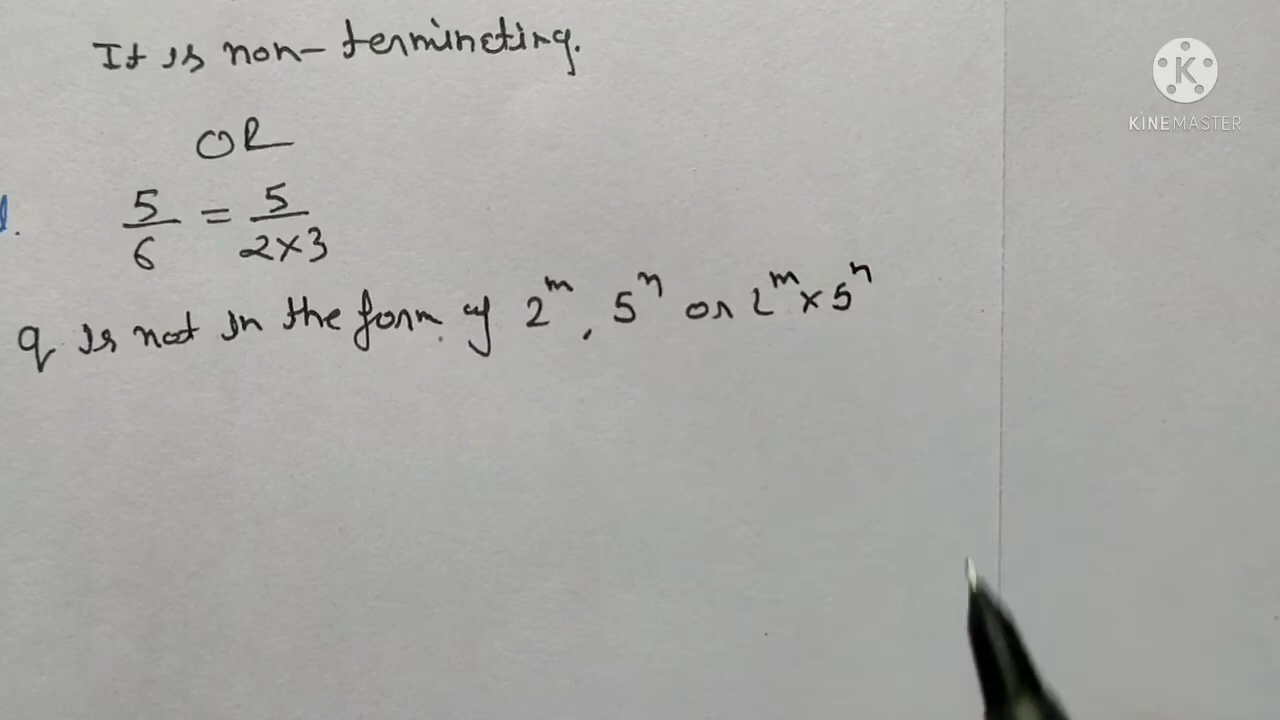 It is non-terminating.
OR
5/6 = 5/2×3
q is not in the form of 2^m, 5^n or 2^m × 5^n
K
KINEMASTER